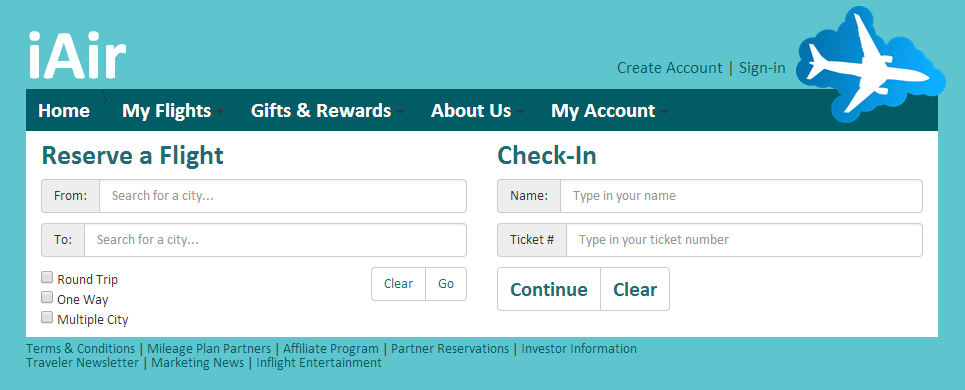 iAir
Create Account | Sign-in
Home My Flights Gifts & Rewards About Us My Account
Reserve a Flight
From: Search for a city...
To: Search for a city...
Round Trip
One Way
Multiple City
Clear Go
Check-In
Name: Type in your name
Ticket # Type in your ticket number
Continue Clear
Terms & Conditions | Mileage Plan Partners | Affiliate Program | Partner Reservations | Investor Information
Traveler Newsletter | Marketing News | Inflight Entertainment